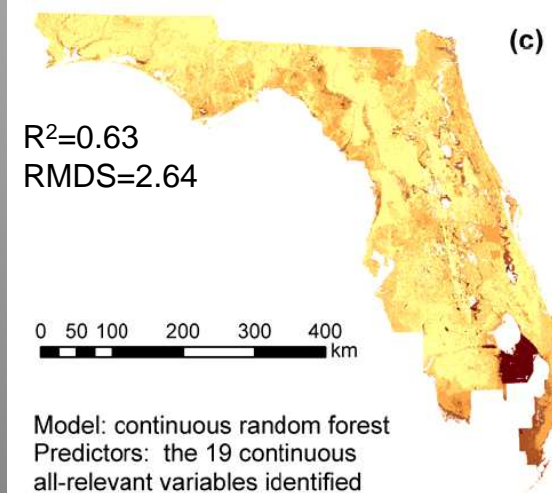 (c)
R²=0.63
RMDS=2.64
0 50 100 200 300 400
km
Model: continuous random forest
Predictors: the 19 continuous
all-relevant variables identified